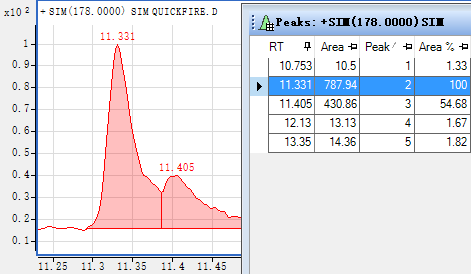 x10 2
+ SIM(178.0000) SIM QUICKFIRE.D
1
0.9
0.8
0.7
0.6
0.5
0.4
0.3
0.2
0.1
11.331
11.405
11.25 11.3 11.35 11.4 11.45
Peaks: +SIM(178.0000)SIM
RT Area Peak Area %
10.753 10.5 1 1.33
11.331 787.94 2 100
11.405 430.86 3 54.68
12.13 13.13 4 1.67
13.35 14.36 5 1.82